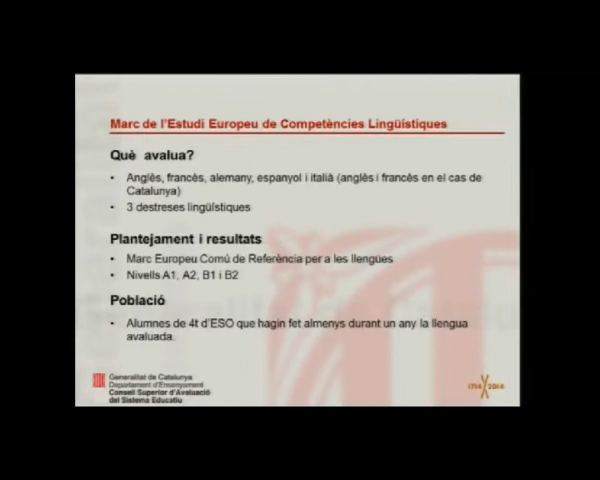 Marc de l'Estudi Europeu de Competències Lingüístiques
Què avalua?
• Anglès, francès, alemany, espanyol i italià (anglès i francès en el cas de
Catalunya)
• 3 destreses lingüístiques
Plantejament i resultats
• Marc Europeu Comú de Referència per a les llengües
• Nivells A1, A2, B1 i B2
Població
• Alumnes de 4t d'ESO que hagin fet almenys durant un any la llengua
avaluada.
Generalitat de Catalunya
Departament d'Ensenyament
Consell Superior d'Avaluació
del Sistema Educatiu
1714 2014